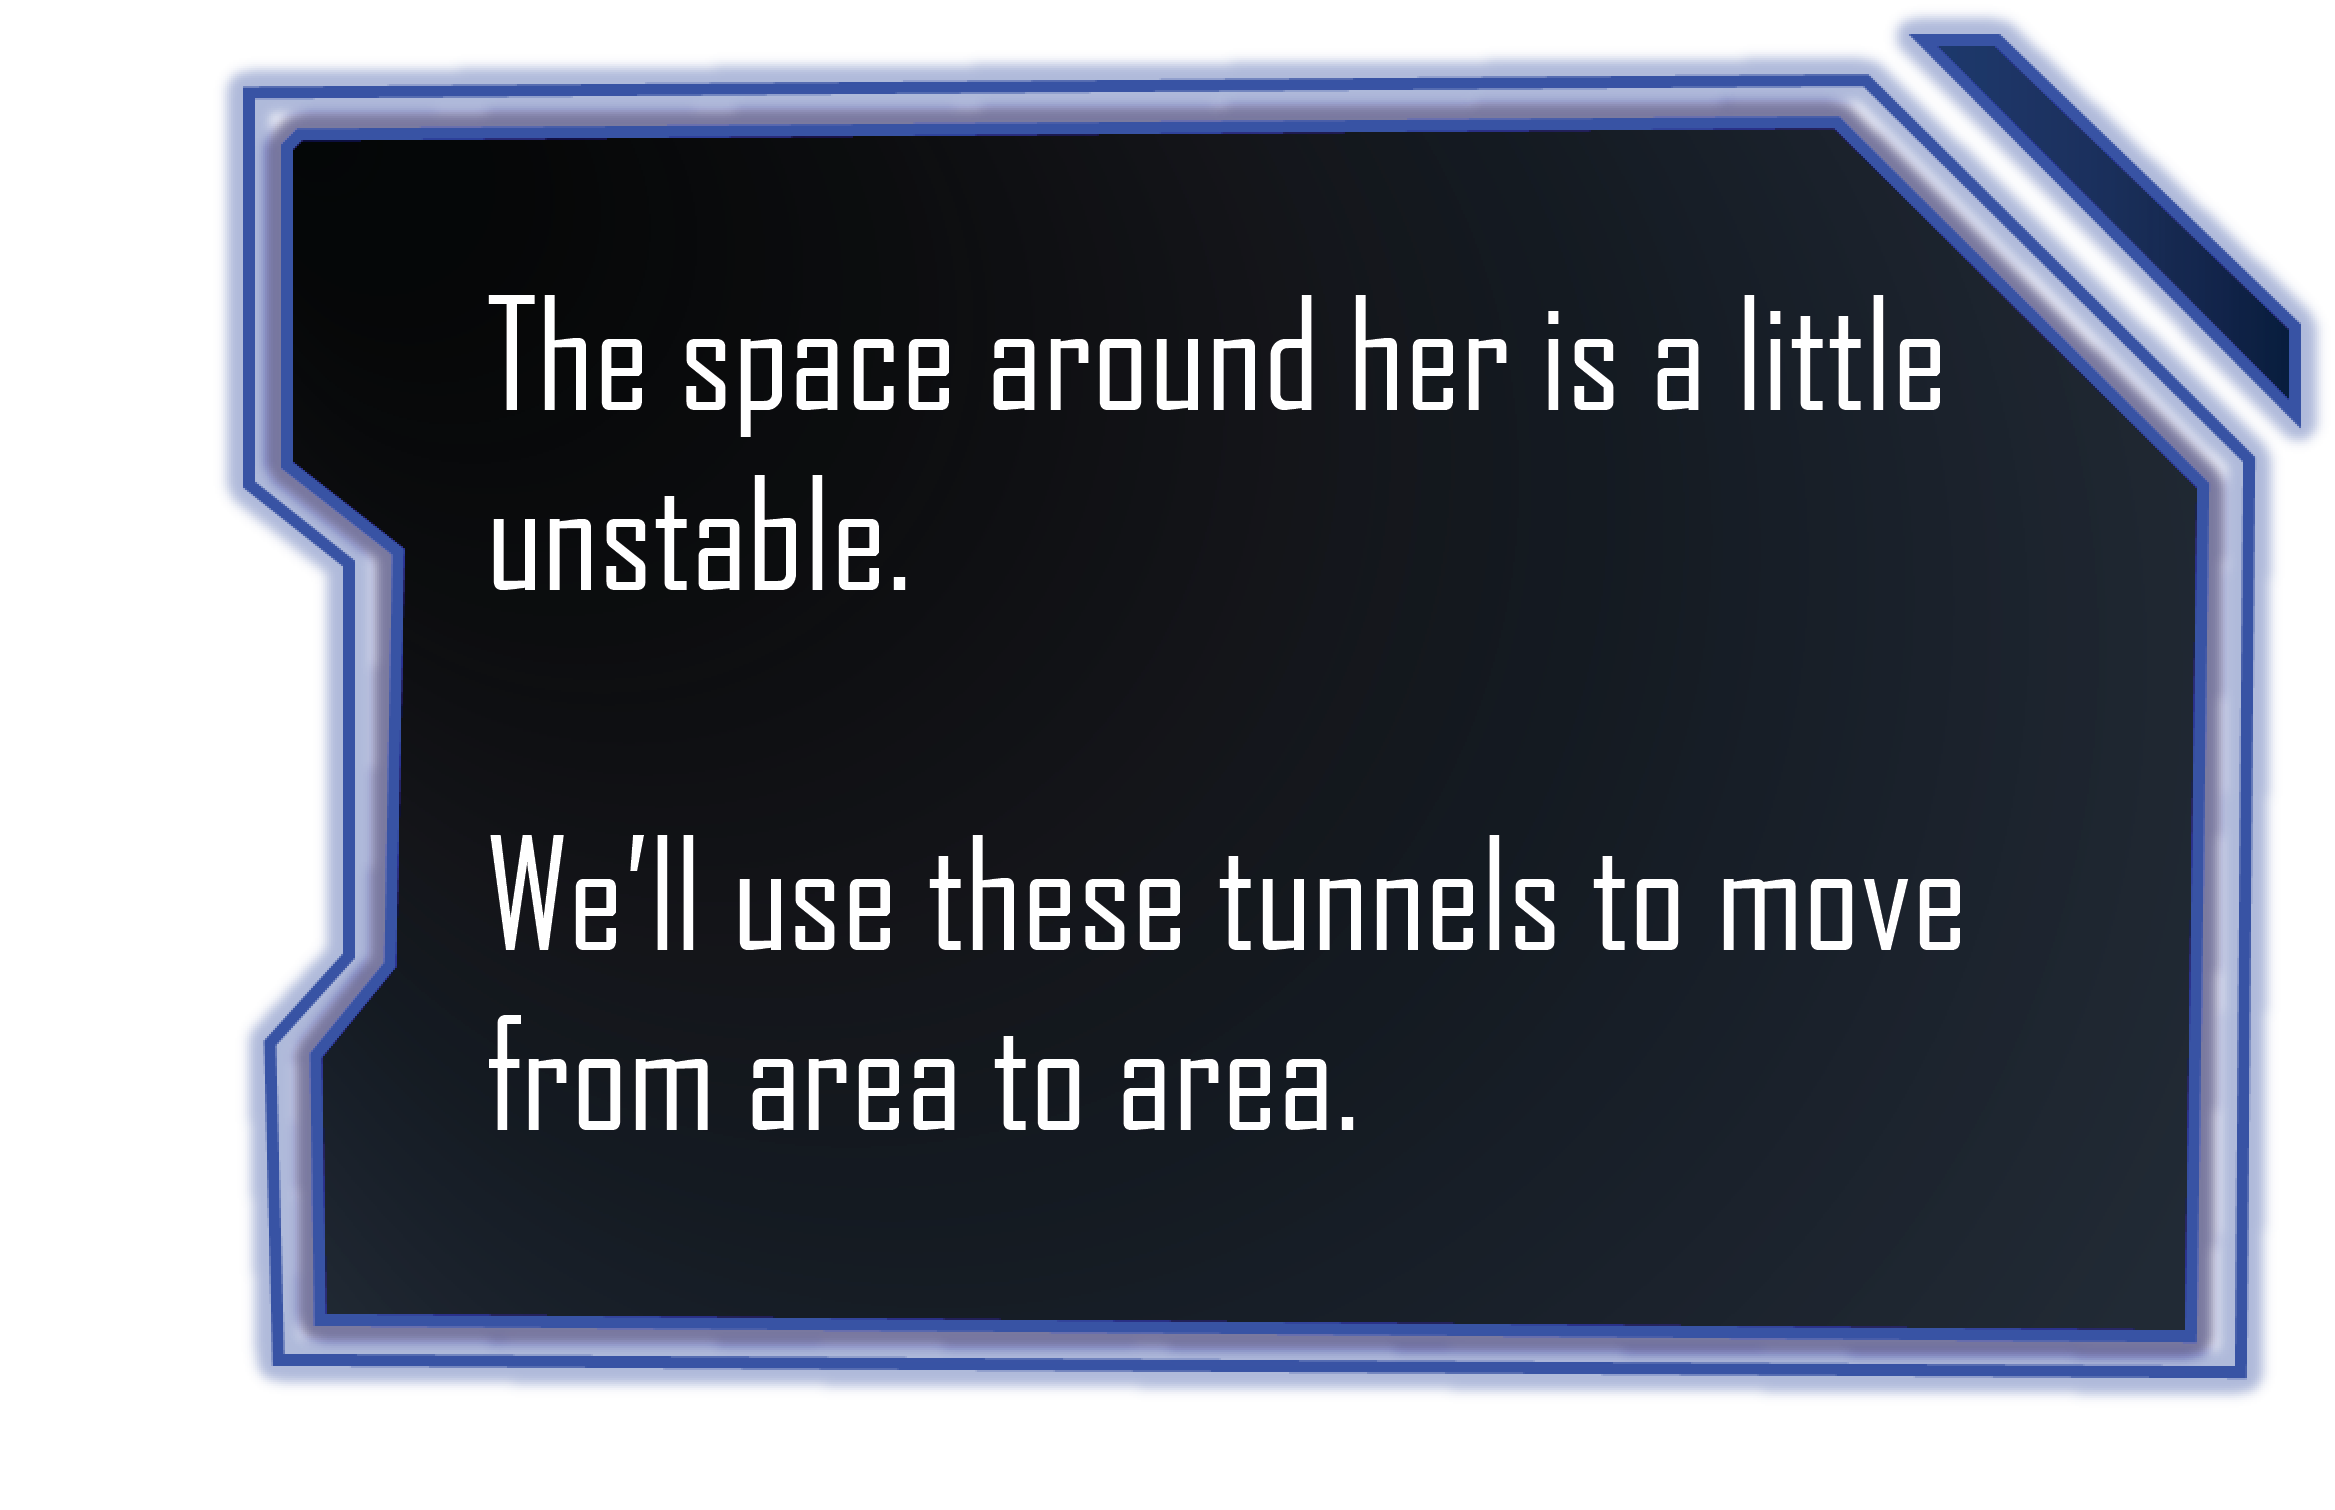 The space around her is a little
unstable.
We'll use these tunnels to move
from area to area.